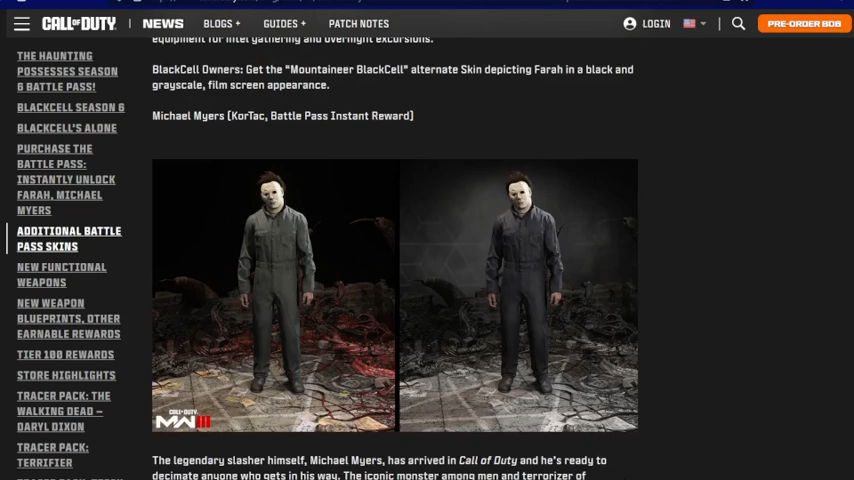 CALL OF DUTY NEWS BLOGS + GUIDES + PATCH NOTES LOGIN PRE-ORDER BO6
THE HAUNTING
POSSESSES SEASON
6 BATTLE PASS!
BLACKCELL SEASON 6
BLACKCELL'S ALONE
PURCHASE THE
BATTLE PASS:
INSTANTLY UNLOCK
FARAH, MICHAEL
MYERS
ADDITIONAL BATTLE
PASS SKINS
NEW FUNCTIONAL
WEAPONS
NEW WEAPON
BLUEPRINTS, OTHER
EARNABLE REWARDS
TIER 100 REWARDS
STORE HIGHLIGHTS
TRACER PACK: THE
WALKING DEAD –
DARYL DIXON
TRACER PACK:
TERRIFIER
equipment for intel gathering and overnight excursions.
BlackCell Owners: Get the “Mountaineer BlackCell” alternate Skin depicting Farah in a black and
grayscale, film screen appearance.
Michael Myers (KorTac, Battle Pass Instant Reward)
CALL OF DUTY
MWIII
The legendary slasher himself, Michael Myers, has arrived in Call of Duty and he’s ready to
decimate anyone who gets in his way. The iconic monster among men and terrorizer of